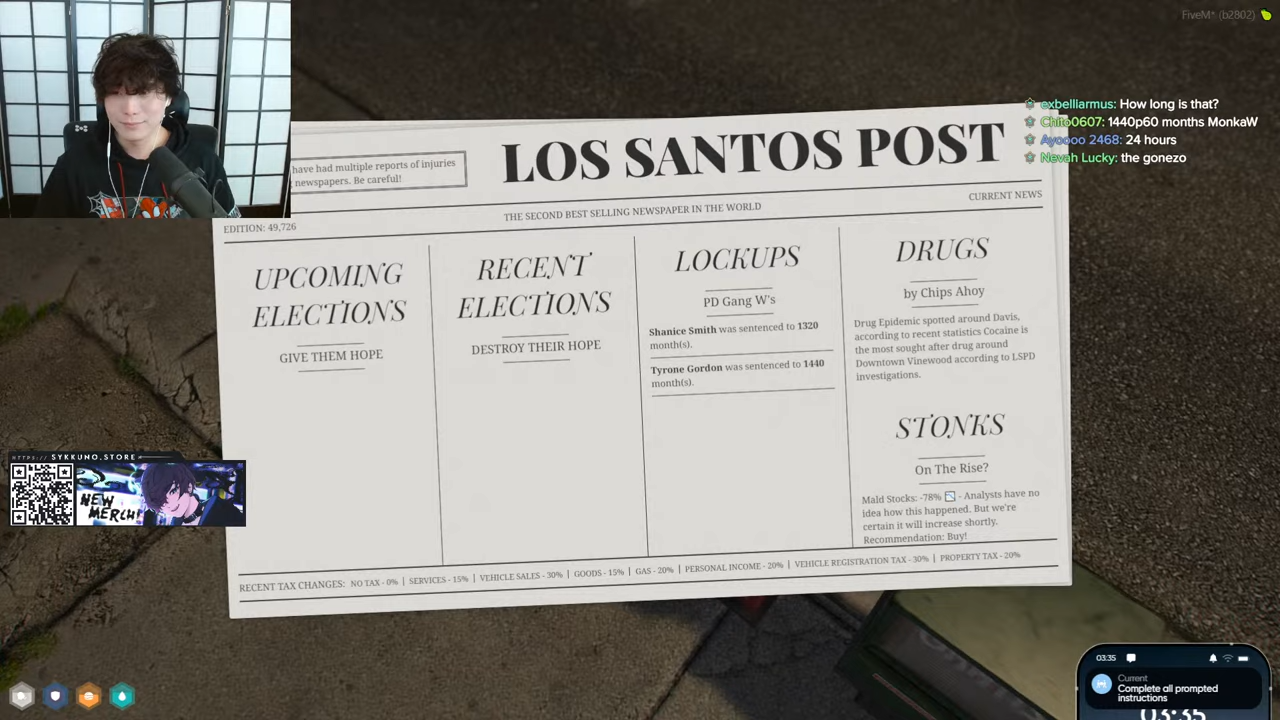 FiveM* (b2802)
exbelliarmus: How long is that?
Chito0607: 1440p60 months MonkaW
Ayoooo 2468: 24 hours
Nevah Lucky: the gonezo
have had multiple reports of injuries
newspapers. Be careful!
LOS SANTOS POST
EDITION: 49,726
THE SECOND BEST SELLING NEWSPAPER IN THE WORLD
CURRENT NEWS
UPCOMING
ELECTIONS
GIVE THEM HOPE
RECENT
ELECTIONS
DESTROY THEIR HOPE
LOCKUPS
PD Gang W's
Shanice Smith was sentenced to 1320
month(s).
Tyrone Gordon was sentenced to 1440
month(s).
DRUGS
by Chips Ahoy
Drug Epidemic spotted around Davis,
according to recent statistics Cocaine is
the most sought after drug around
Downtown Vinewood according to LSPD
investigations.
STONKS
On The Rise?
Mald Stocks: -78% 📉 - Analysts have no
idea how this happened. But we're
certain it will increase shortly.
Recommendation: Buy!
RECENT TAX CHANGES: NO TAX - 0% | SERVICES - 15% | VEHICLE SALES - 30% | GOODS - 15% | GAS - 20% | PERSONAL INCOME - 20% | VEHICLE REGISTRATION TAX - 30% | PROPERTY TAX - 20%
HTTPS:// SYKKUNO.STORE
NEW
MERCH!
03:35
Current
Complete all prompted
instructions
03:35